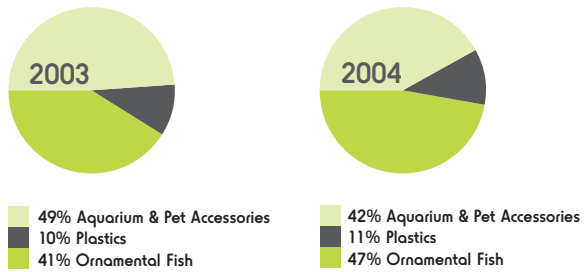 2003
49% Aquarium & Pet Accessories
10% Plastics
41% Ornamental Fish
2004
42% Aquarium & Pet Accessories
11% Plastics
47% Ornamental Fish